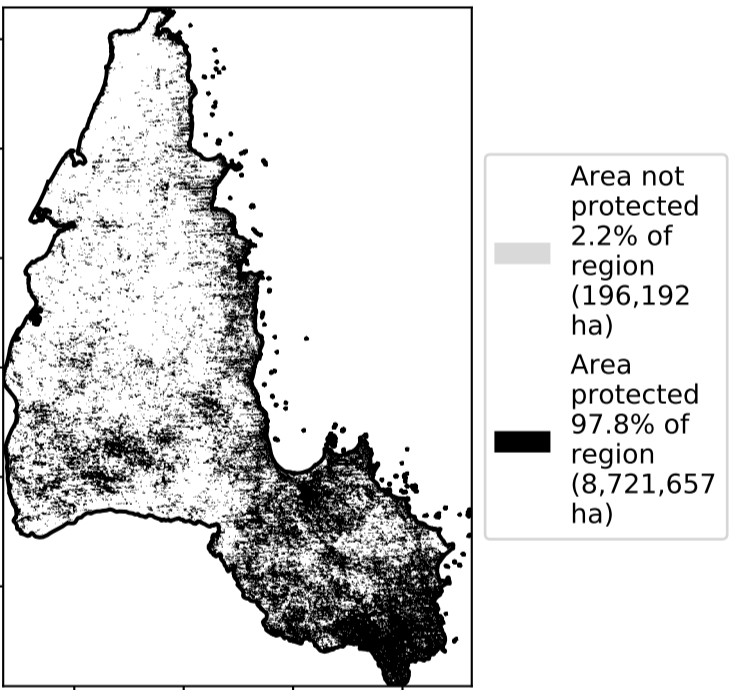 Area not
protected
2.2% of
region
(196,192
ha)
Area
protected
97.8% of
region
(8,721,657
ha)